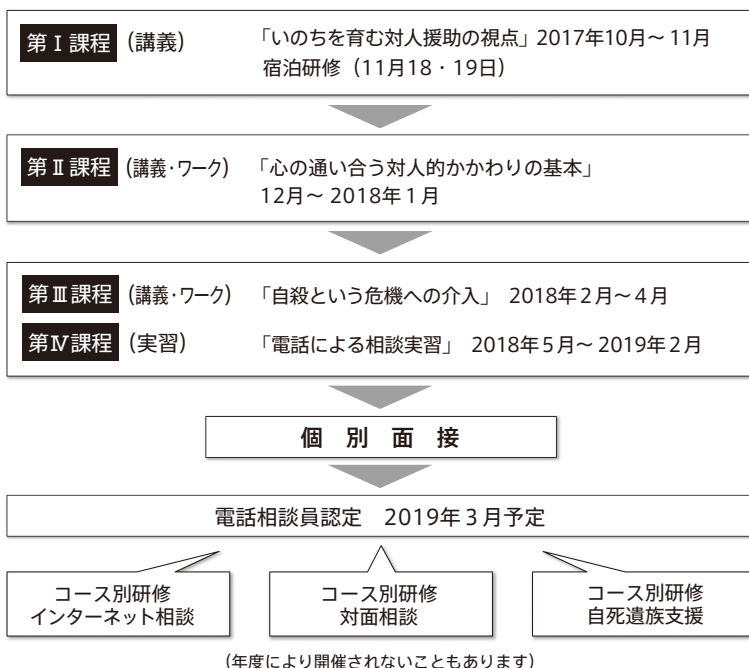 第Ⅰ課程 (講義) 「いのちを育む対人援助の視点」2017年10月～11月
宿泊研修（11月18・19日）
第Ⅱ課程 (講義・ワーク) 「心の通い合う対人的かかわりの基本」
12月～2018年1月
第Ⅲ課程 (講義・ワーク) 「自殺という危機への介入」 2018年2月～4月
第Ⅳ課程 (実習) 「電話による相談実習」 2018年5月～2019年2月
個別面接
電話相談員認定　2019年3月予定
コース別研修
インターネット相談
コース別研修
対面相談
コース別研修
自死遺族支援
(年度により開催されないこともあります)